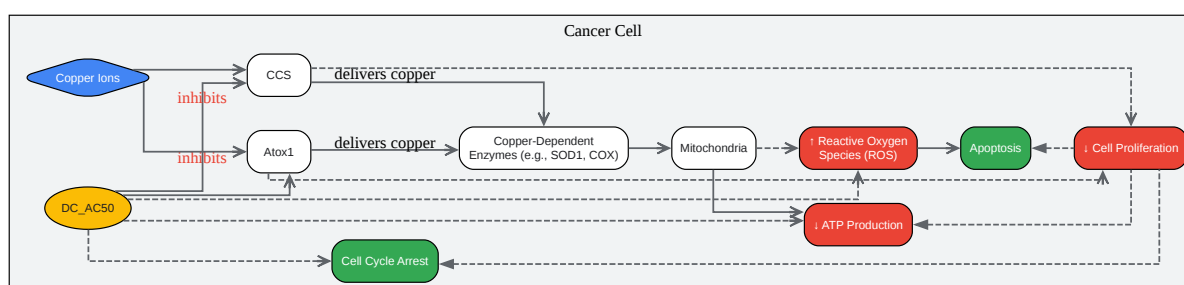 Cancer Cell
Copper Ions
CCS
delivers copper
inhibits
inhibits
Atox1
delivers copper
Copper-Dependent
Enzymes (e.g., SOD1, COX)
Mitochondria
↑ Reactive Oxygen
Species (ROS)
Apoptosis
↓ Cell Proliferation
DC_AC50
↓ ATP Production
Cell Cycle Arrest